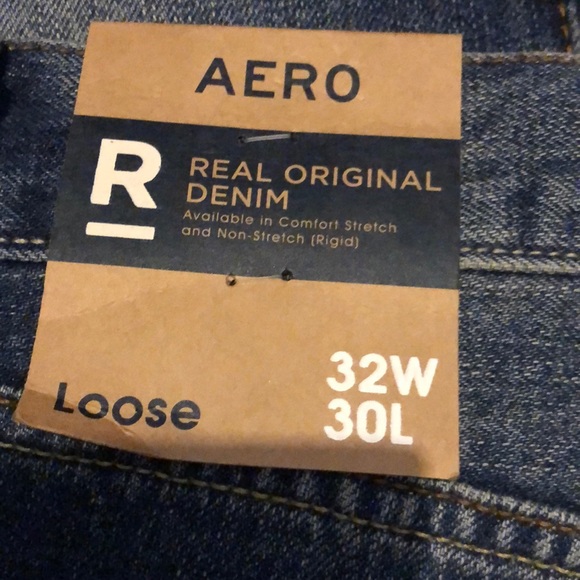 AERO
R
REAL ORIGINAL
DENIM
Available in Comfort Stretch
and Non-Stretch (Rigid)
32W
30L
Loose